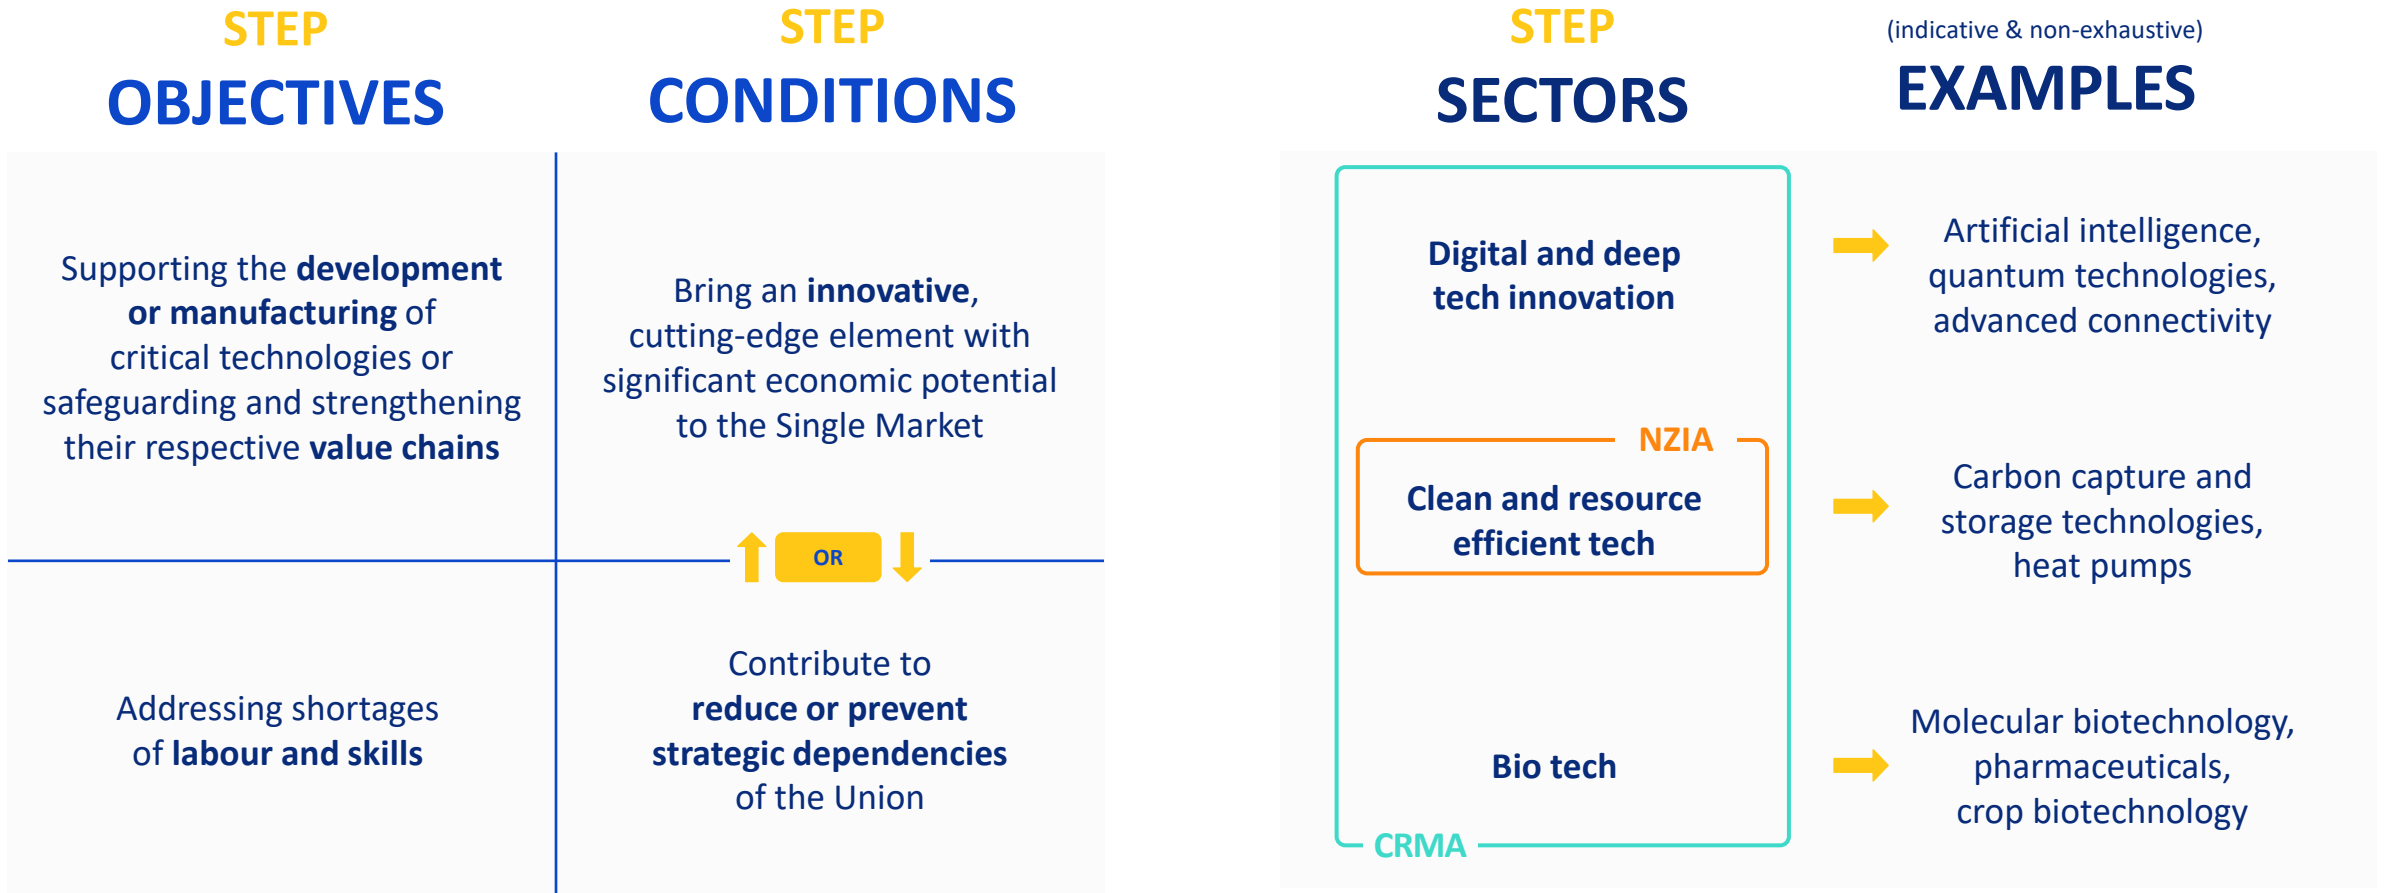 STEP
OBJECTIVES
Supporting the development
or manufacturing of
critical technologies or
safeguarding and strengthening
their respective value chains
Addressing shortages
of labour and skills
STEP
CONDITIONS
Bring an innovative,
cutting-edge element with
significant economic potential
to the Single Market
OR
Contribute to
reduce or prevent
strategic dependencies
of the Union
STEP
SECTORS
Digital and deep
tech innovation
NZIA
Clean and resource
efficient tech
Bio tech
CRMA
(indicative & non-exhaustive)
EXAMPLES
Artificial intelligence,
quantum technologies,
advanced connectivity
Carbon capture and
storage technologies,
heat pumps
Molecular biotechnology,
pharmaceuticals,
crop biotechnology